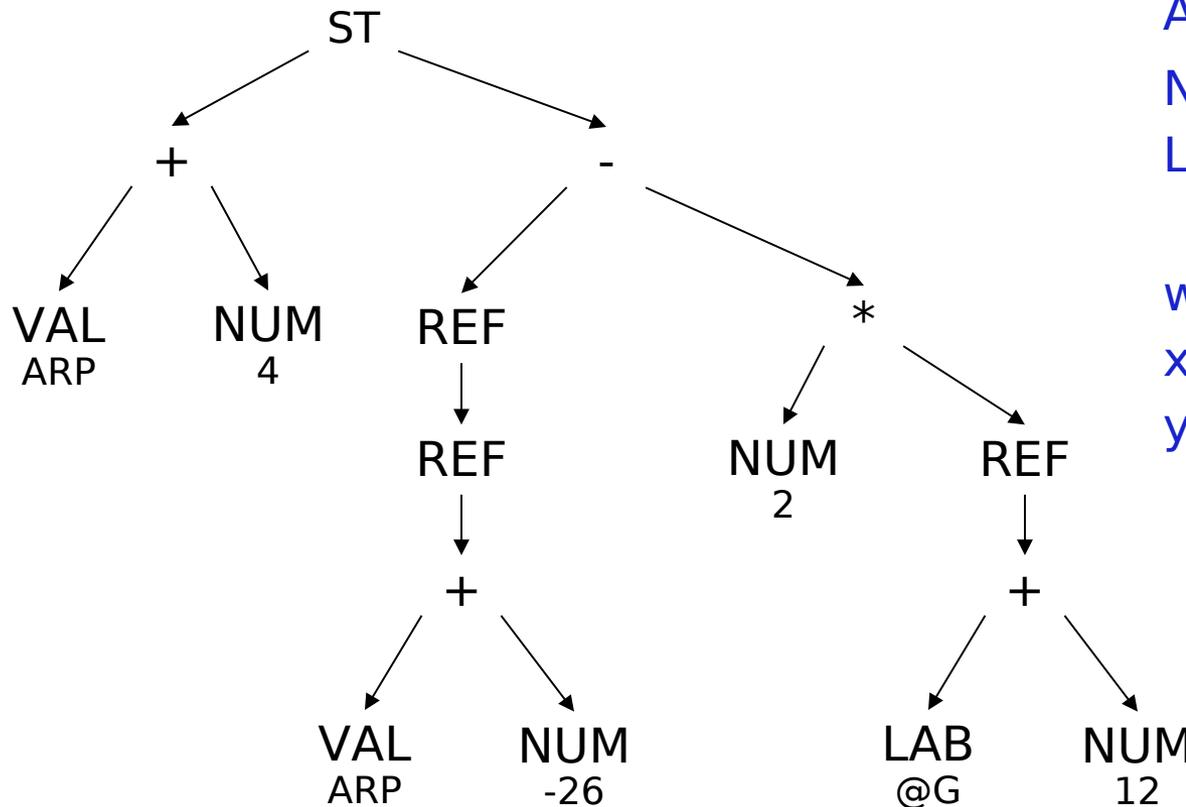 ST
+ -
VAL NUM REF *
ARP 4
REF NUM REF
2
+ +
VAL NUM LAB NUM
ARP -26 @G 12